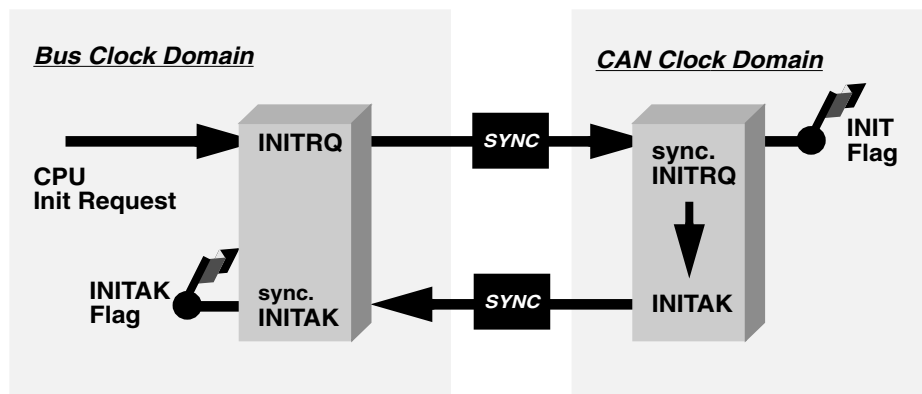 Bus Clock Domain
CAN Clock Domain
CPU
Init Request
INITRQ
SYNC
sync.
INITRQ
INIT
Flag
INITAK
Flag
sync.
INITAK
SYNC
INITAK